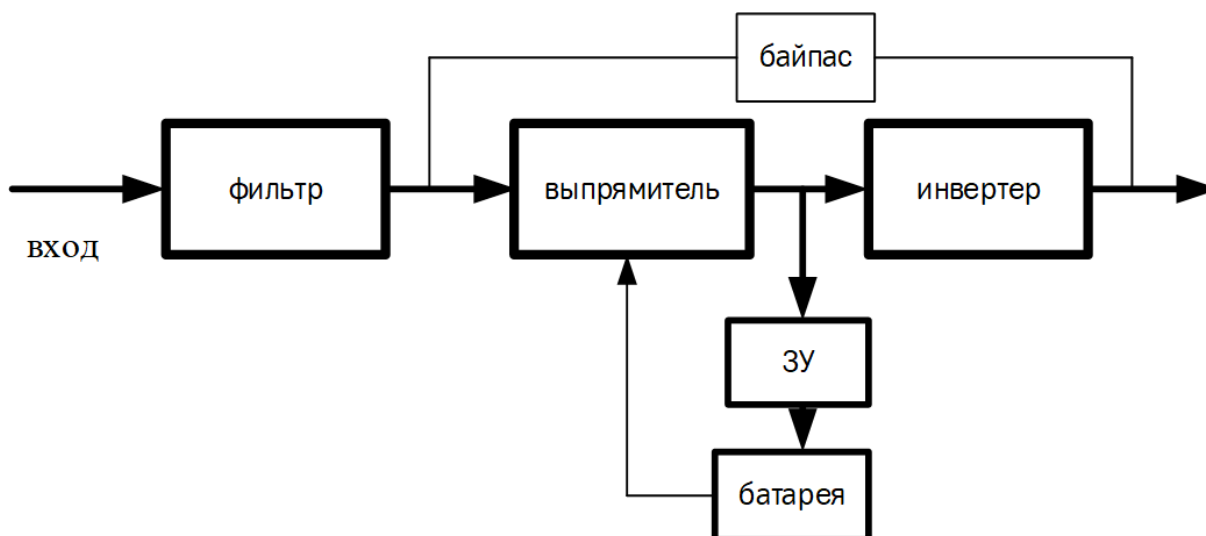 байпас
фильтр
выпрямитель
инвертер
вход
ЗУ
батарея